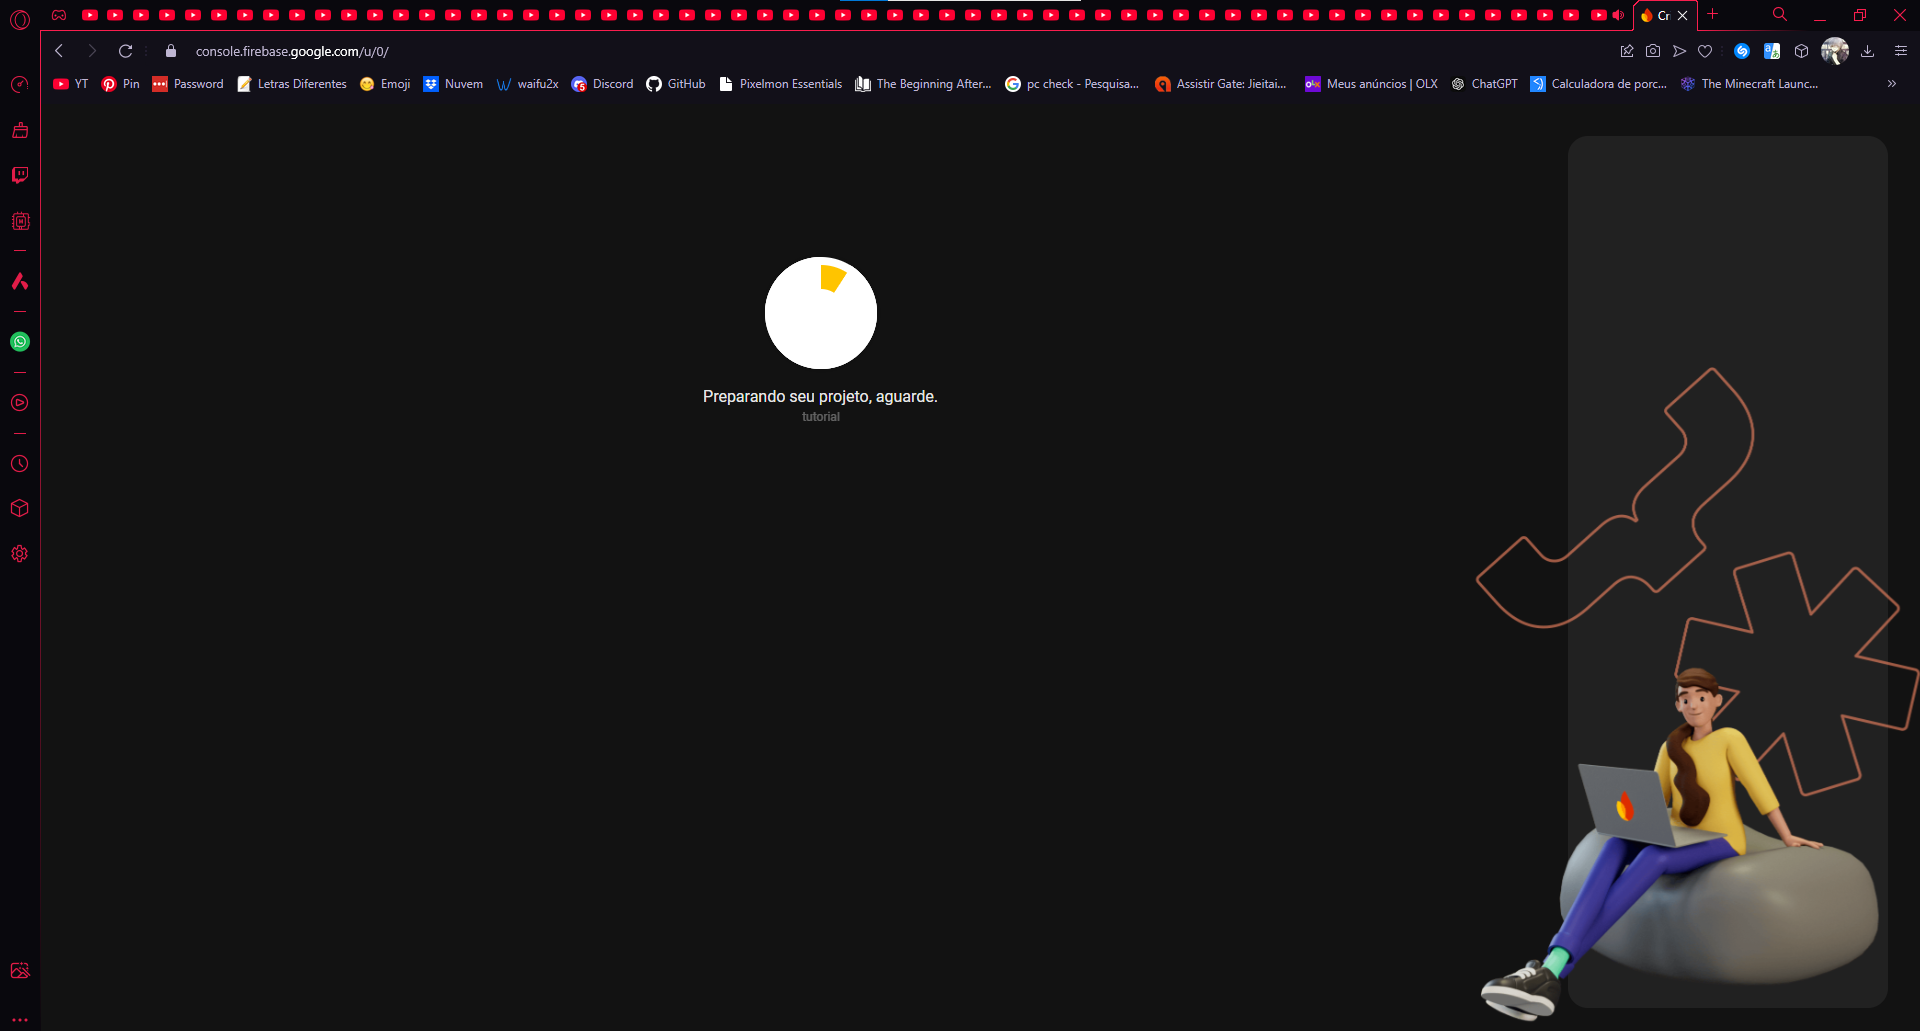 Cr
console.firebase.google.com/u/0/
YT Pin Password Letras Diferentes Emoji Nuvem waifu2x Discord GitHub Pixelmon Essentials The Beginning After... pc check - Pesquisa... Assistir Gate: Jieitai... Meus anúncios | OLX ChatGPT Calculadora de porc... The Minecraft Launc...
Preparando seu projeto, aguarde.
tutorial